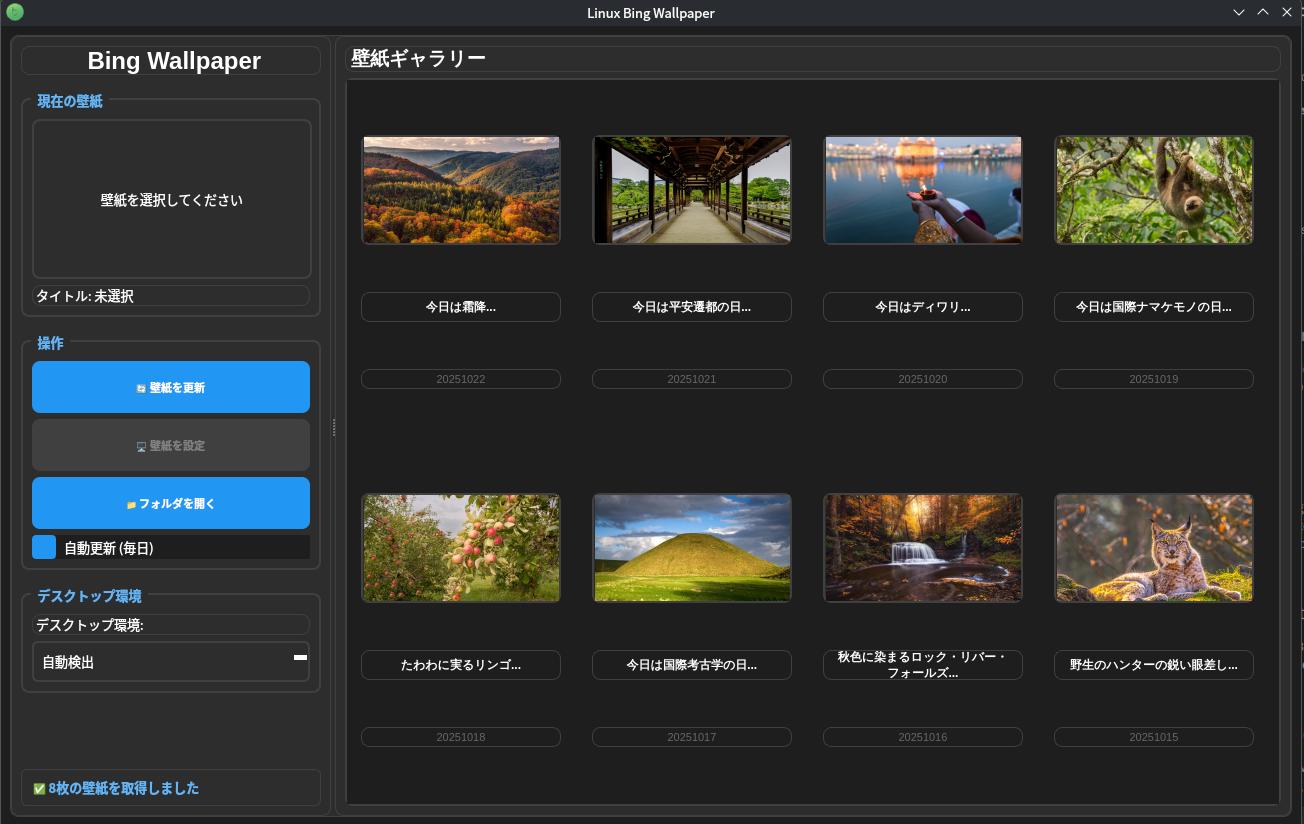 Linux Bing Wallpaper
Bing Wallpaper
現在の壁紙
壁紙を選択してください
タイトル: 未選択
操作
🔄 壁紙を更新
🖥️ 壁紙を設定
📁 フォルダを開く
自動更新 (毎日)
デスクトップ環境
デスクトップ環境:
自動検出
✅ 8枚の壁紙を取得しました
壁紙ギャラリー
今日は霜降...
今日は平安遷都の日...
今日はディワリ...
今日は国際ナマケモノの日...
20251022
20251021
20251020
20251019
たわわに実るリンゴ...
今日は国際考古学の日...
秋色に染まるロック・リバー・
フォールズ...
野生のハンターの鋭い眼差し...
20251018
20251017
20251016
20251015